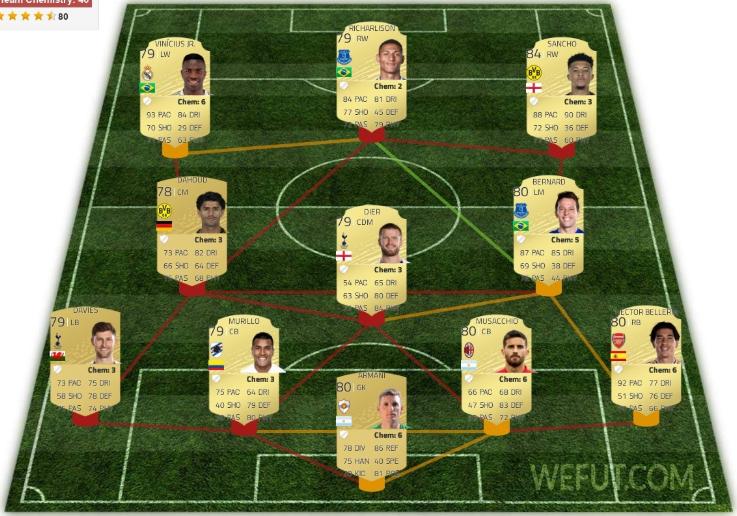 Team Chemistry: 40
80
RICHARLISON
79 RW
Chem: 2
84 PAC 81 DRI
77 SHO 45 DEF
VINÍCIUS JR.
79 LW
Chem: 6
93 PAC 84 DRI
70 SHO 29 DEF
SANCHO
84 RW
Chem: 3
88 PAC 90 DRI
72 SHO 36 DEF
DAHOUD
78 CM
Chem: 3
73 PAC 82 DRI
66 SHO 64 DEF
BERNARD
80 LM
Chem: 5
87 PAC 85 DRI
69 SHO 38 DEF
DIER
79 CDM
Chem: 3
54 PAC 65 DRI
63 SHO 80 DEF
DAVIES
79 LB
Chem: 3
73 PAC 75 DRI
58 SHO 78 DEF
MURILLO
79 CB
Chem: 3
75 PAC 64 DRI
40 SHO 79 DEF
MUSACCHIO
80 CB
Chem: 6
66 PAC 68 DRI
47 SHO 83 DEF
HECTOR BELLER
80 RB
Chem: 6
92 PAC 77 DRI
51 SHO 76 DEF
ARMANI
80 GK
Chem: 6
78 DIV 86 REF
75 HAN 40 SPE
WEFUT.COM